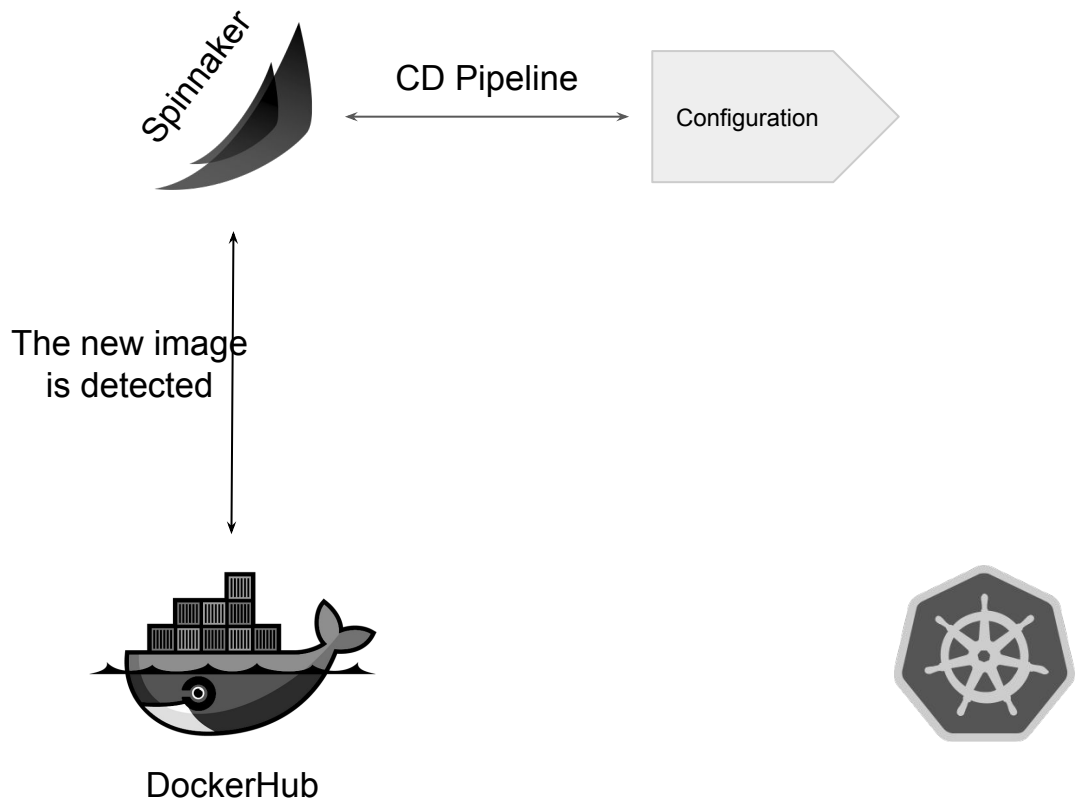 Spinnaker
CD Pipeline
Configuration
The new image
is detected
DockerHub